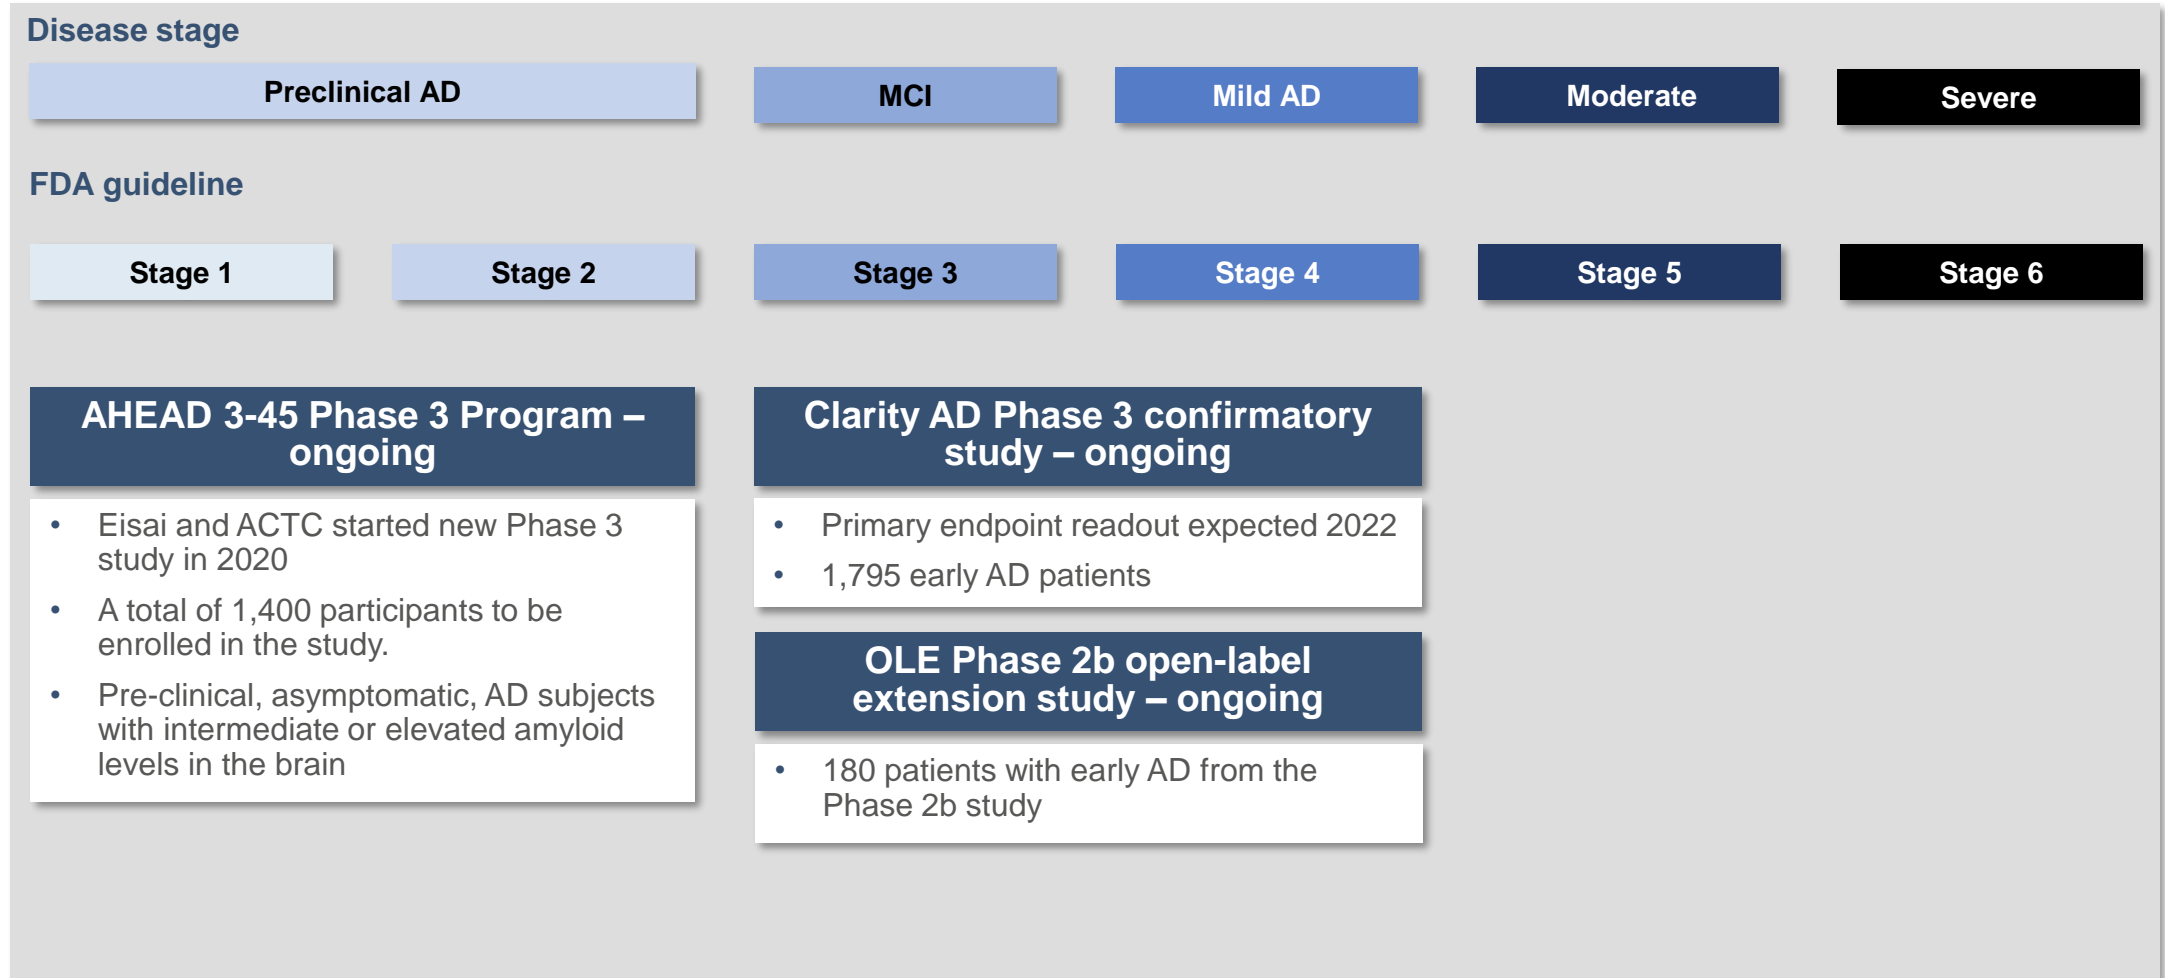 Disease stage
Preclinical AD
MCI
Mild AD
Moderate
Severe
FDA guideline
Stage 1
Stage 2
Stage 3
Stage 4
Stage 5
Stage 6
AHEAD 3-45 Phase 3 Program –
ongoing
• Eisai and ACTC started new Phase 3
study in 2020
• A total of 1,400 participants to be
enrolled in the study.
• Pre-clinical, asymptomatic, AD subjects
with intermediate or elevated amyloid
levels in the brain
Clarity AD Phase 3 confirmatory
study – ongoing
• Primary endpoint readout expected 2022
• 1,795 early AD patients
OLE Phase 2b open-label
extension study – ongoing
• 180 patients with early AD from the
Phase 2b study